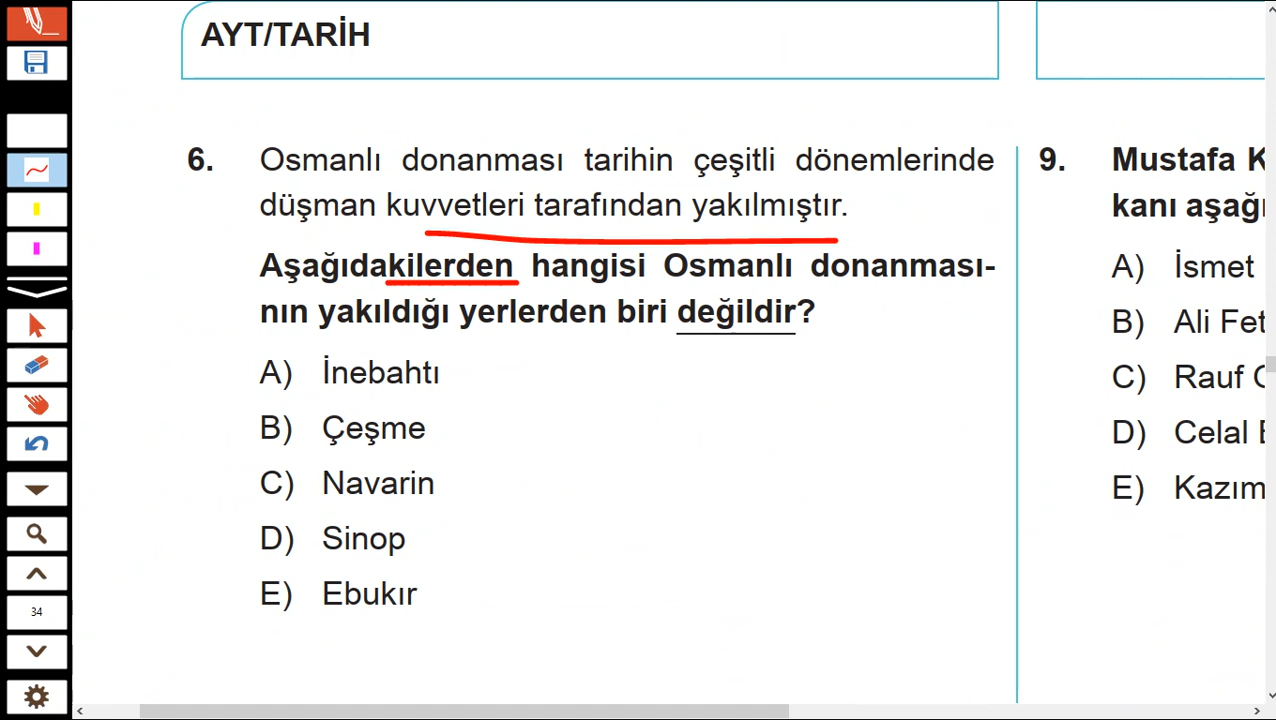 AYT/TARİH
6. Osmanlı donanması tarihin çeşitli dönemlerinde
düşman kuvvetleri tarafından yakılmıştır.
Aşağıdakilerden hangisi Osmanlı donanması-
nın yakıldığı yerlerden biri değildir?
A) İnebahtı
B) Çeşme
C) Navarin
D) Sinop
E) Ebukır
9. Mustafa K
kanı aşağı
A) İsmet
B) Ali Fet
C) Rauf
D) Celal
E) Kazım
34